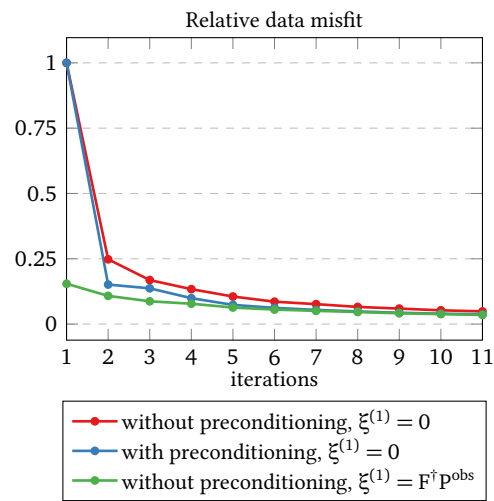 Relative data misfit
1
0.75
0.5
0.25
0
1 2 3 4 5 6 7 8 9 10 11
iterations
without preconditioning, ξ⁽¹⁾ = 0
with preconditioning, ξ⁽¹⁾ = 0
without preconditioning, ξ⁽¹⁾ = F†Pᵒᵇˢ